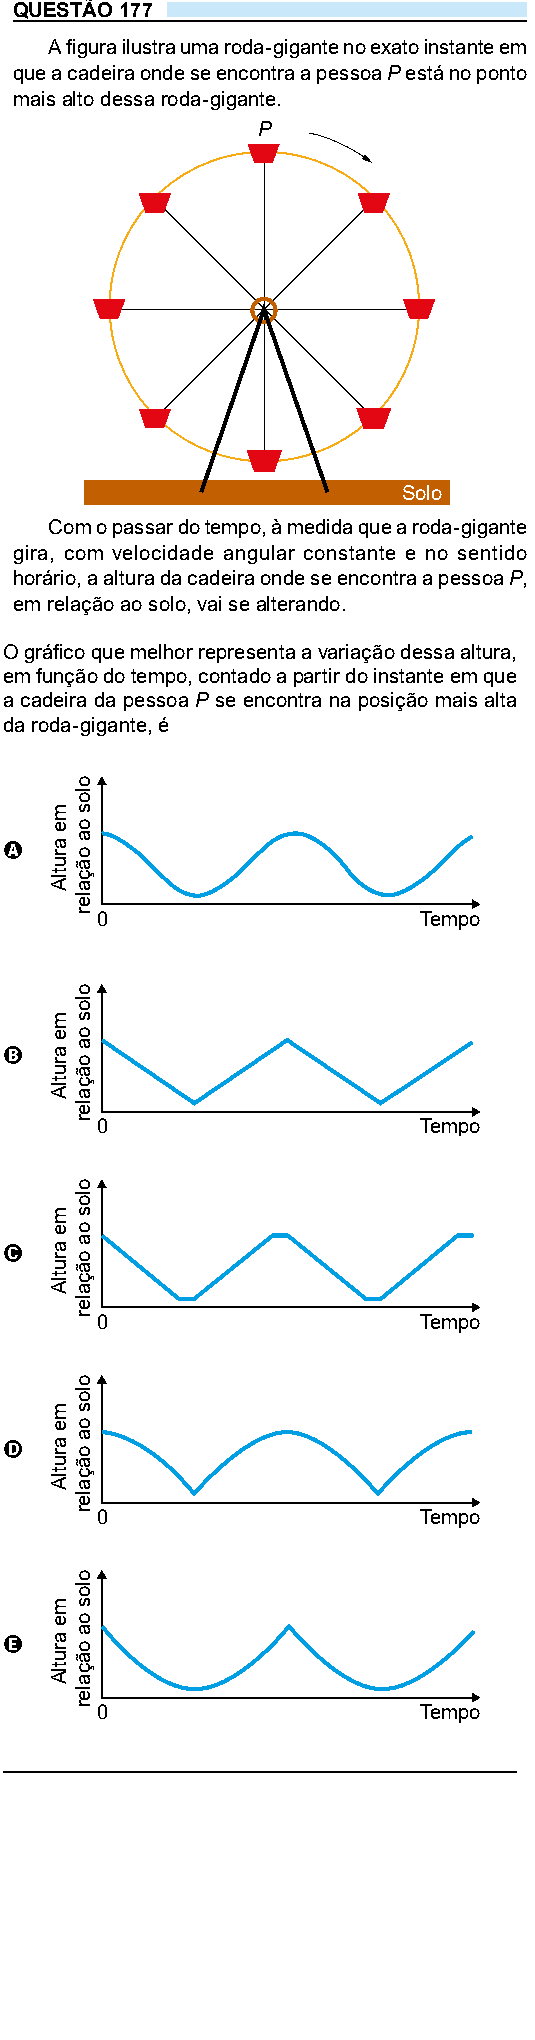 QUESTÃO 177
A figura ilustra uma roda-gigante no exato instante em
que a cadeira onde se encontra a pessoa P está no ponto
mais alto dessa roda-gigante.
P
Solo
Com o passar do tempo, à medida que a roda-gigante
gira, com velocidade angular constante e no sentido
horário, a altura da cadeira onde se encontra a pessoa P,
em relação ao solo, vai se alterando.
O gráfico que melhor representa a variação dessa altura,
em função do tempo, contado a partir do instante em que
a cadeira da pessoa P se encontra na posição mais alta
da roda-gigante, é
A
Altura em
relação ao solo
0
Tempo
B
Altura em
relação ao solo
0
Tempo
C
Altura em
relação ao solo
0
Tempo
D
Altura em
relação ao solo
0
Tempo
E
Altura em
relação ao solo
0
Tempo